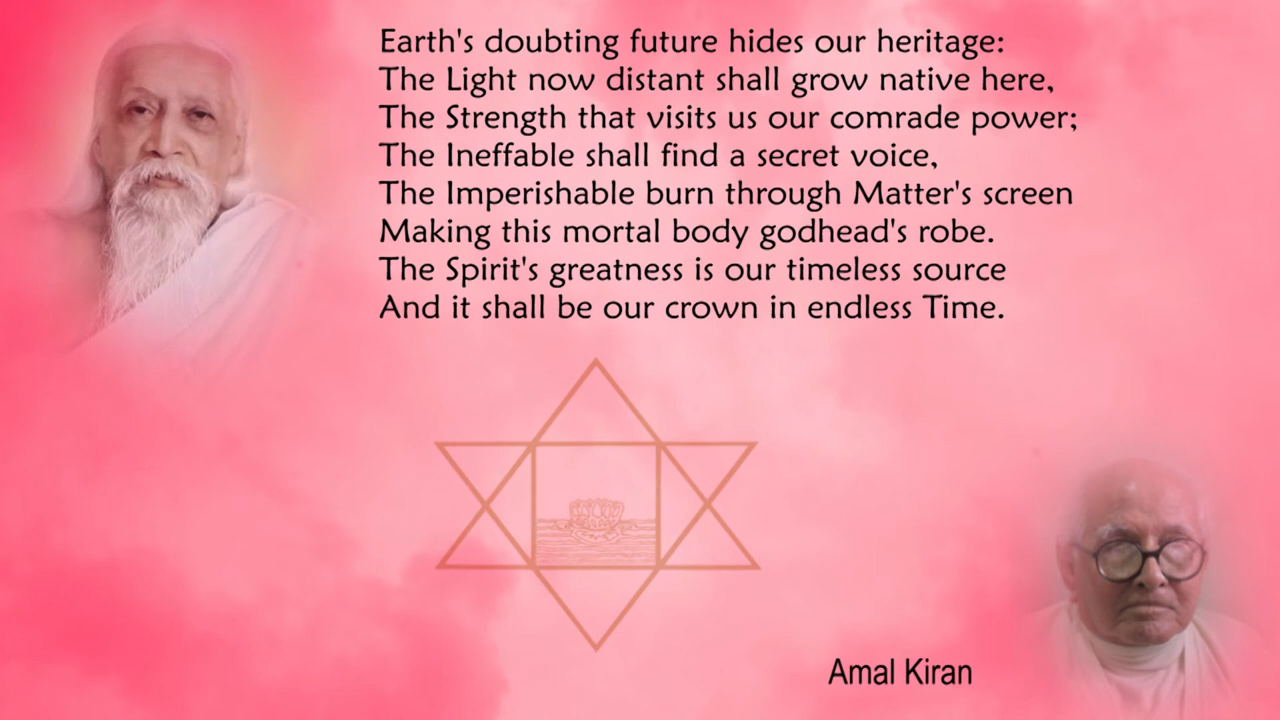 Earth's doubting future hides our heritage:
The Light now distant shall grow native here,
The Strength that visits us our comrade power;
The Ineffable shall find a secret voice,
The Imperishable burn through Matter's screen
Making this mortal body godhead's robe.
The Spirit's greatness is our timeless source
And it shall be our crown in endless Time.
Amal Kiran